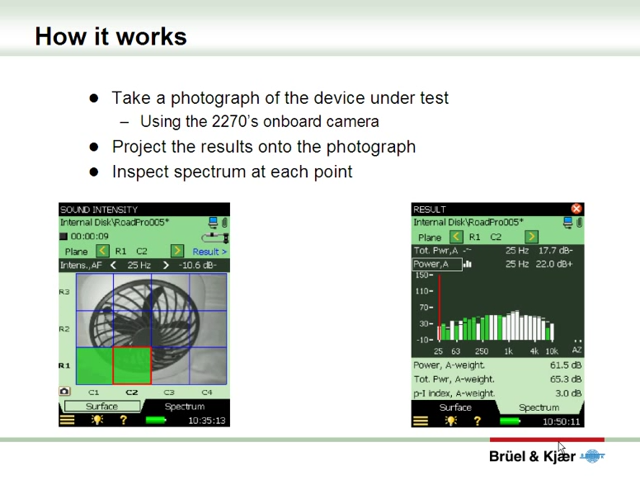 How it works
● Take a photograph of the device under test
– Using the 2270's onboard camera
● Project the results onto the photograph
● Inspect spectrum at each point
SOUND INTENSITY
Internal Disk\RoadPro005*
00:00:09
Plane < R1 C2 > Result >
Intens.,AF < 25 Hz > -10.6 dB-
R3
R2
R1
C1 C2 C3 C4
Surface Spectrum
? 10:35:13
RESULT
Internal Disk\RoadPro005*
Plane < R1 C2 >
Tot. Pwr,A 25 Hz 17.7 dB-
Power,A 25 Hz 22.0 dB+
150
110
70
30
-10
25 63 250 1k 4k 10k AZ
Power, A-weight. 61.5 dB
Tot. Pwr, A-weight. 65.3 dB
p-I index, A-weig. 3.0 dB
Surface Spectrum
? 10:50:11
Brüel & Kjær